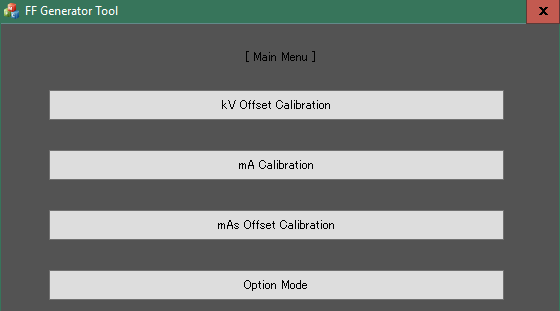 FF Generator Tool
[ Main Menu ]
kV Offset Calibration
mA Calibration
mAs Offset Calibration
Option Mode